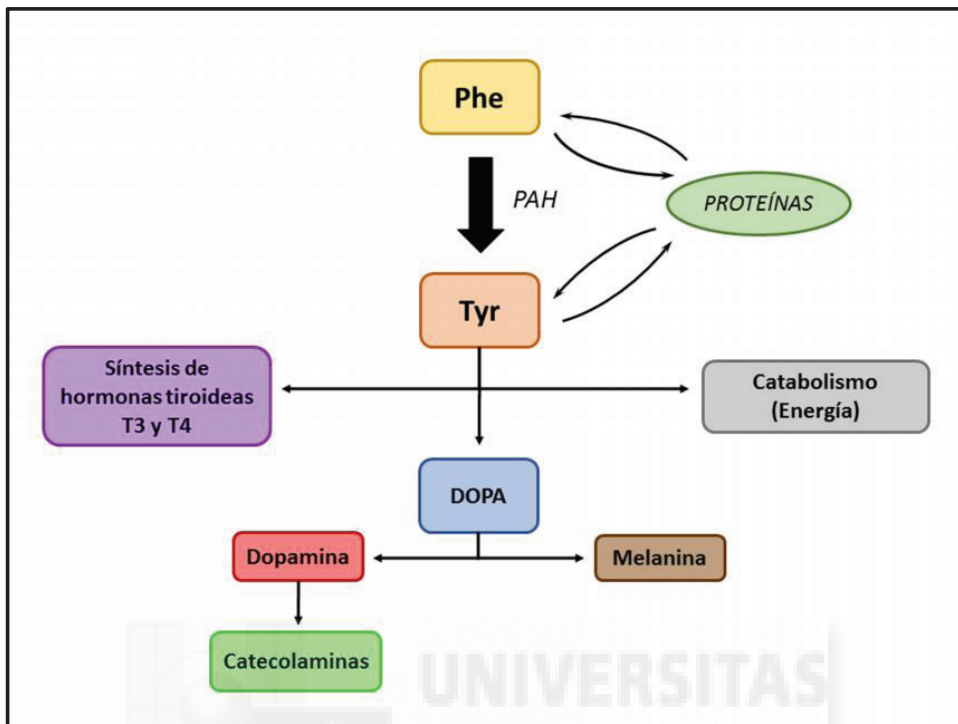 Phe
PAH
PROTEÍNAS
Tyr
Síntesis de
hormonas tiroideas
T3 y T4
Catabolismo
(Energía)
DOPA
Dopamina
Melanina
Catecolaminas
UNIVERSITAS